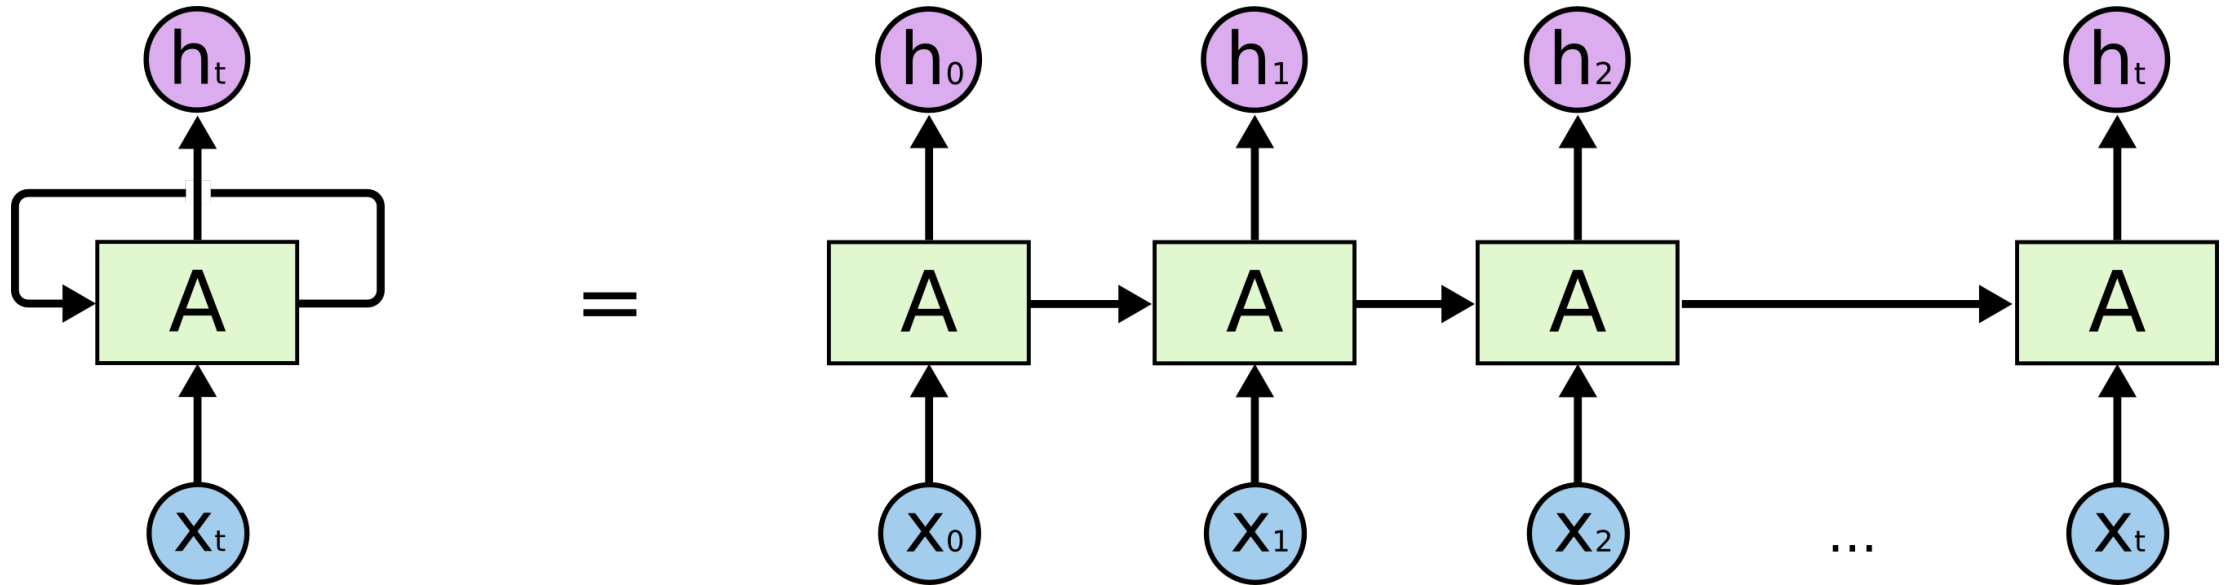 ht h0 h1 h2 ht
A = A A A A
xt x0 x1 x2 ... xt